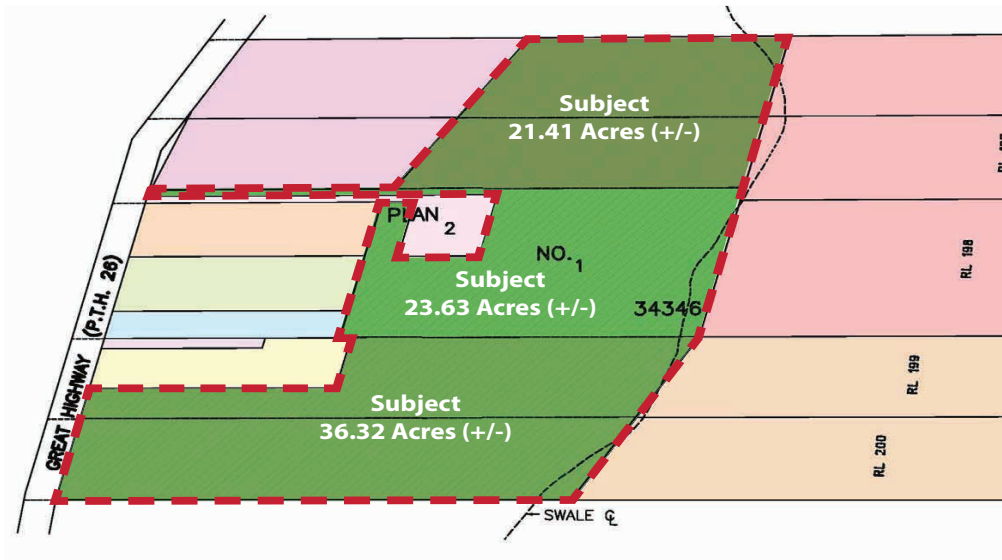 Subject
21.41 Acres (+/-)
PLAN
2
NO. 1
Subject
23.63 Acres (+/-)
34346
RL 198
GREAT HIGHWAY (P.T.H. 26)
Subject
36.32 Acres (+/-)
RL 199
RL 200
SWALE ℄